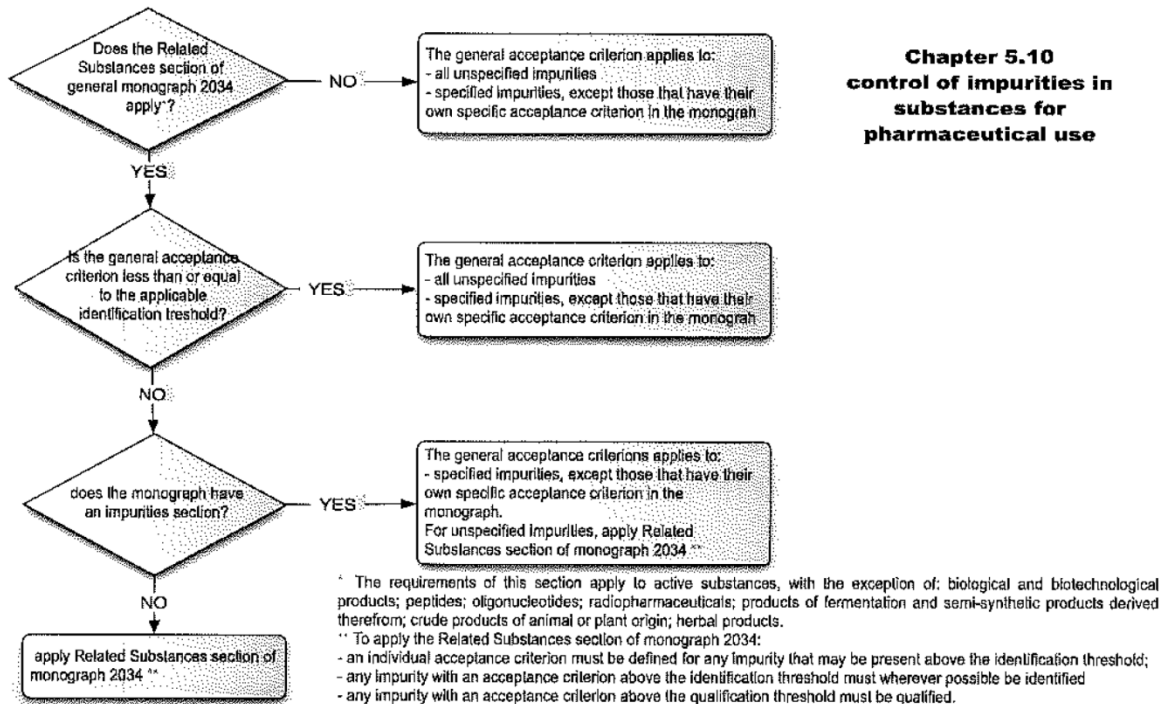 Does the Related
Substances section of
general monograph 2034
apply*?
NO
The general acceptance criterion applies to:
- all unspecified impurities
- specified impurities, except those that have their
own specific acceptance criterion in the monograh
Chapter 5.10
control of impurities in
substances for
pharmaceutical use
YES
Is the general acceptance
criterion less than or equal
to the applicable
identification treshold?
YES
The general acceptance criterion applies to:
- all unspecified impurities
- specified impurities, except those that have their
own specific acceptance criterion in the monograh
NO
does the monograph have
an impurities section?
YES
The general acceptance criterions applies to:
- specified impurities, except those that have their
own specific acceptance criterion in the
monograph.
For unspecified impurities, apply Related
Substances section of monograph 2034 **
NO
apply Related Substances section of
monograph 2034 **
* The requirements of this section apply to active substances, with the exception of: biological and biotechnological
products; peptides; oligonucleotides; radiopharmaceuticals; products of fermentation and semi-synthetic products derived
therefrom; crude products of animal or plant origin; herbal products.
** To apply the Related Substances section of monograph 2034:
- an individual acceptance criterion must be defined for any impurity that may be present above the identification threshold;
- any impurity with an acceptance criterion above the identification threshold must wherever possible be identified
- any impurity with an acceptance criterion above the qualification threshold must be qualified.